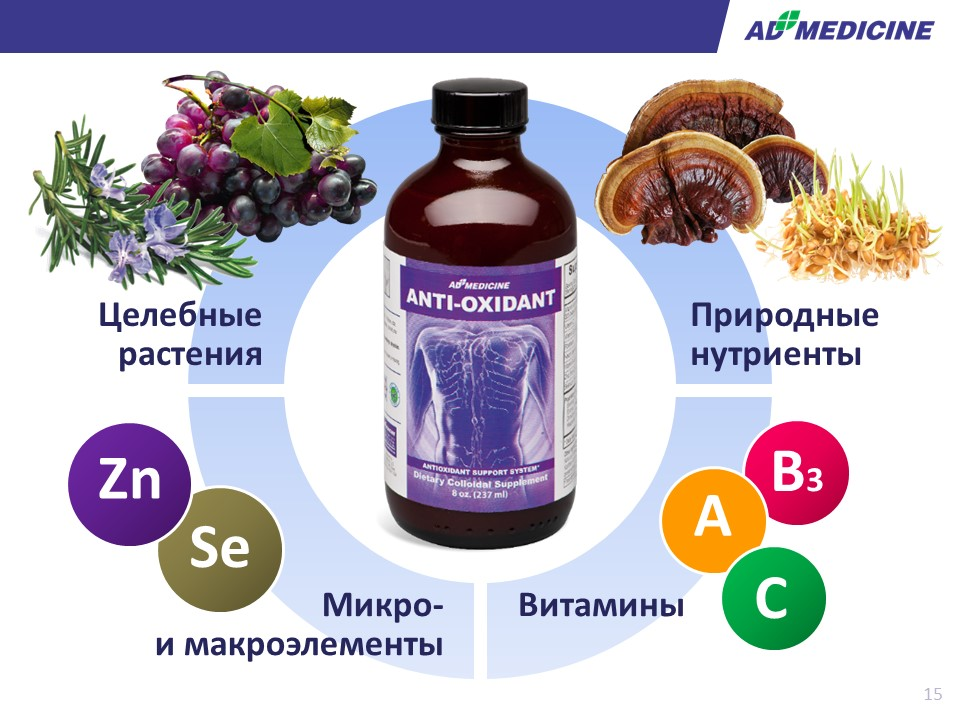 AD MEDICINE
Целебные
растения
Природные
нутриенты
AD MEDICINE
ANTI-OXIDANT
ANTIOXIDANT SUPPORT SYSTEM*
Dietary Colloidal Supplement
8 oz. (237 ml)
Zn
Se
A
B3
C
Микро-
и макроэлементы
Витамины
15